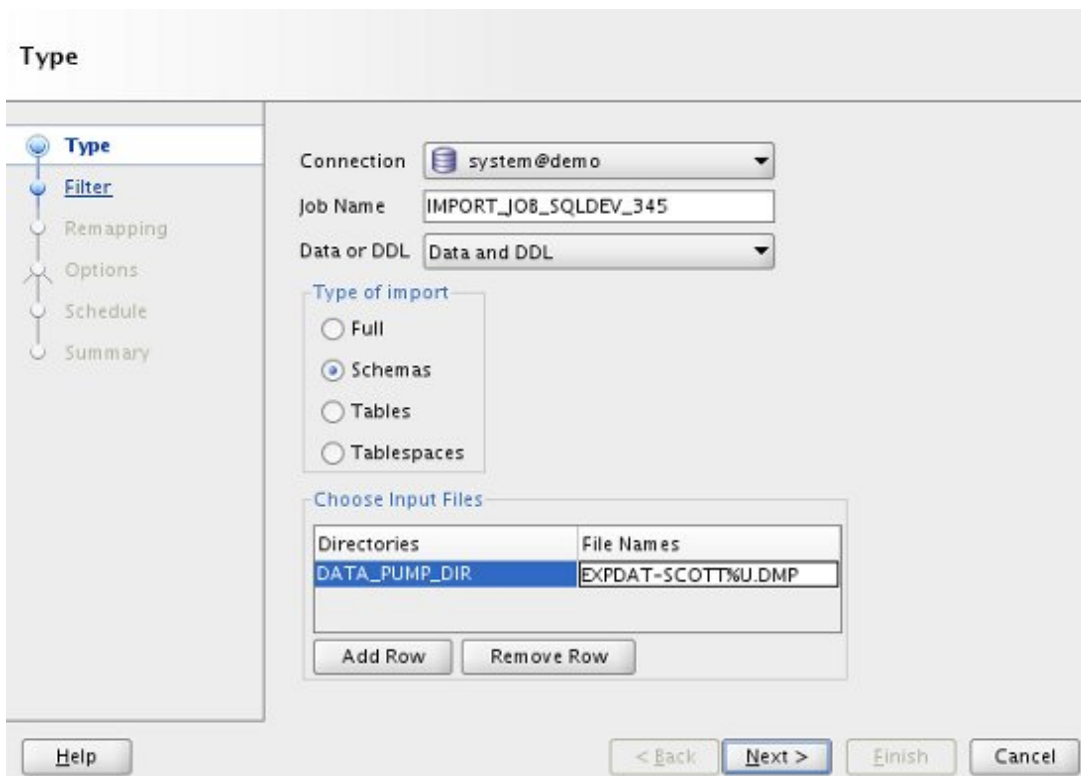 Type
Type
Filter
Remapping
Options
Schedule
Summary
Connection system@demo
Job Name IMPORT_JOB_SQLDEV_345
Data or DDL Data and DDL
Type of import
Full
Schemas
Tables
Tablespaces
Choose Input Files
Directories File Names
DATA_PUMP_DIR EXPDAT-SCOTT%U.DMP
Add Row Remove Row
Help < Back Next > Finish Cancel